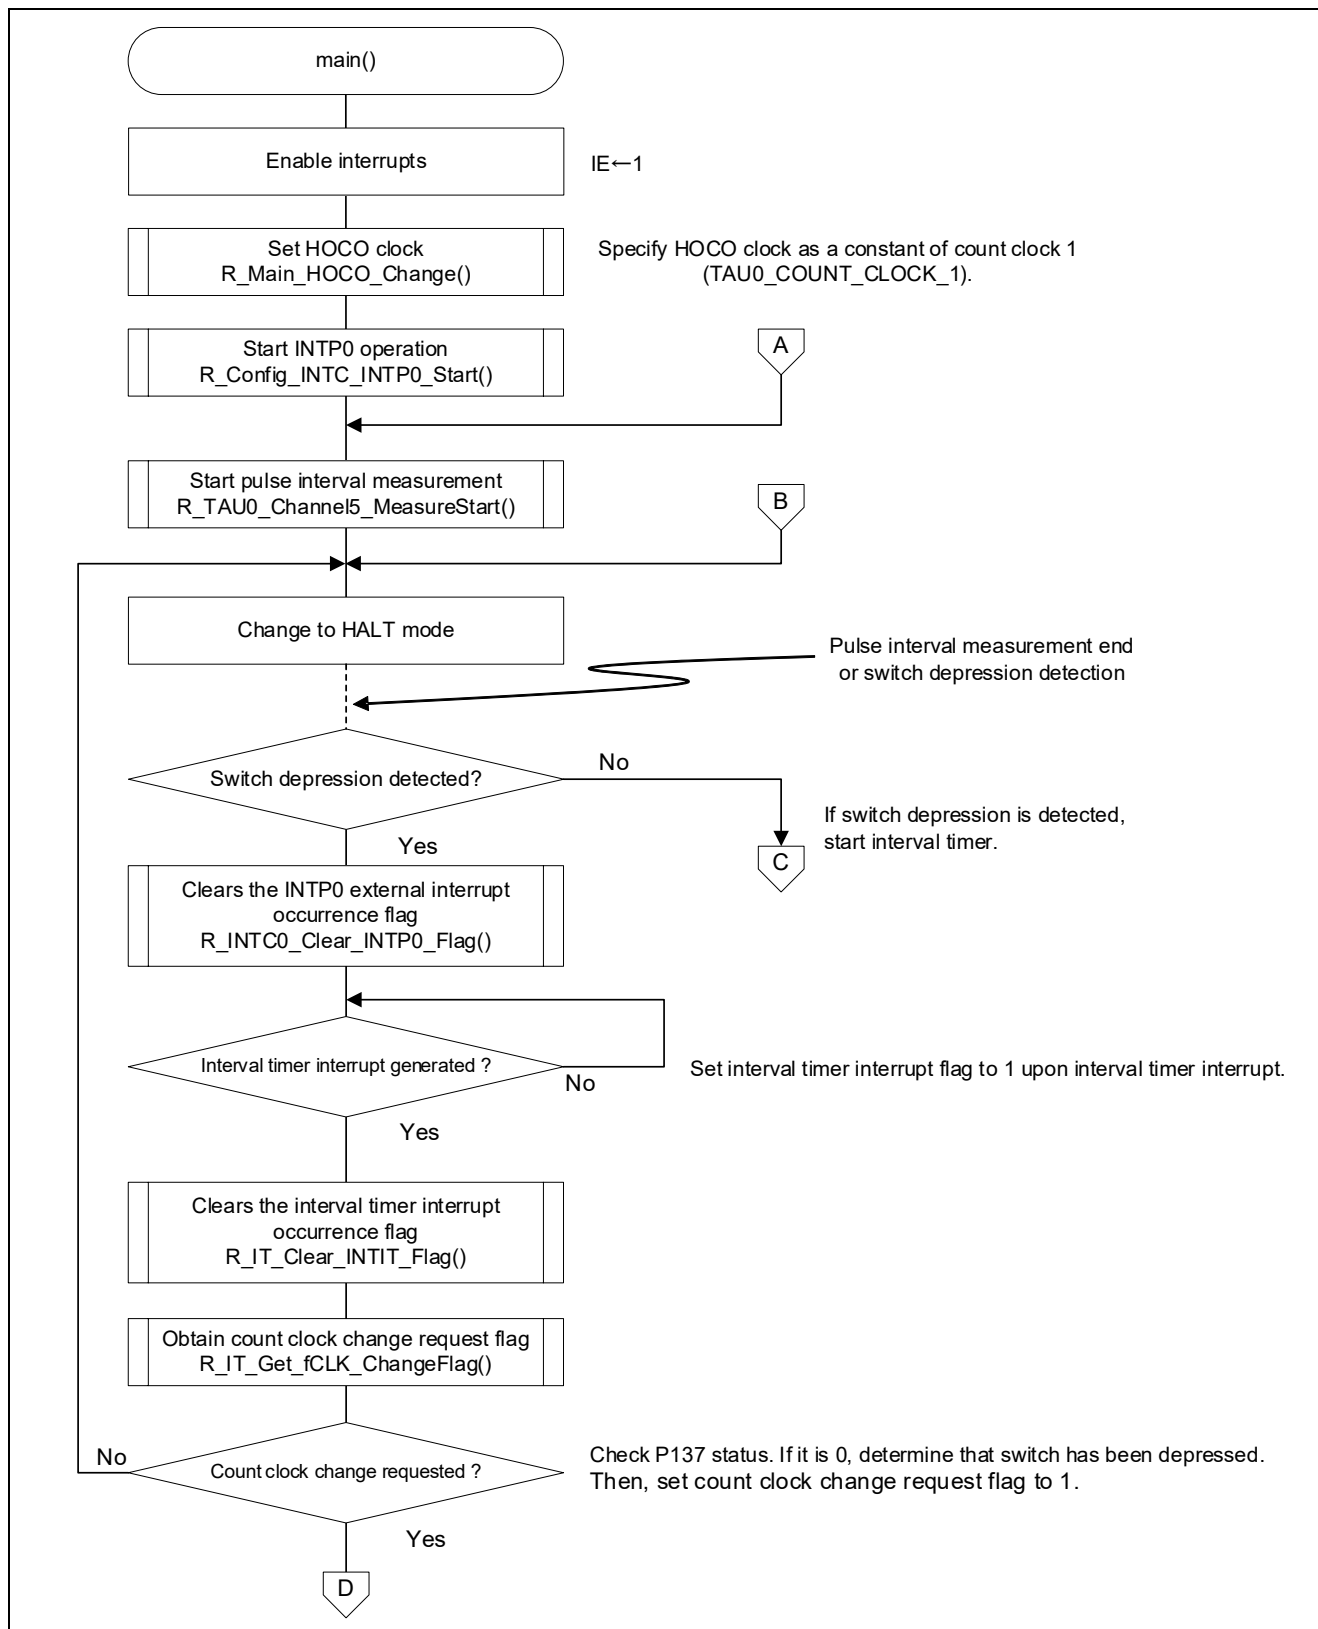 main()
Enable interrupts
IE←1
Set HOCO clock
R_Main_HOCO_Change()
Specify HOCO clock as a constant of count clock 1
(TAU0_COUNT_CLOCK_1).
Start INTP0 operation
R_Config_INTC_INTP0_Start()
A
Start pulse interval measurement
R_TAU0_Channel5_MeasureStart()
B
Change to HALT mode
Pulse interval measurement end
or switch depression detection
Switch depression detected?
No
If switch depression is detected,
start interval timer.
C
Yes
Clears the INTP0 external interrupt
occurrence flag
R_INTC0_Clear_INTP0_Flag()
Interval timer interrupt generated ?
No
Set interval timer interrupt flag to 1 upon interval timer interrupt.
Yes
Clears the interval timer interrupt
occurrence flag
R_IT_Clear_INTIT_Flag()
Obtain count clock change request flag
R_IT_Get_fCLK_ChangeFlag()
No
Count clock change requested ?
Check P137 status. If it is 0, determine that switch has been depressed.
Then, set count clock change request flag to 1.
Yes
D